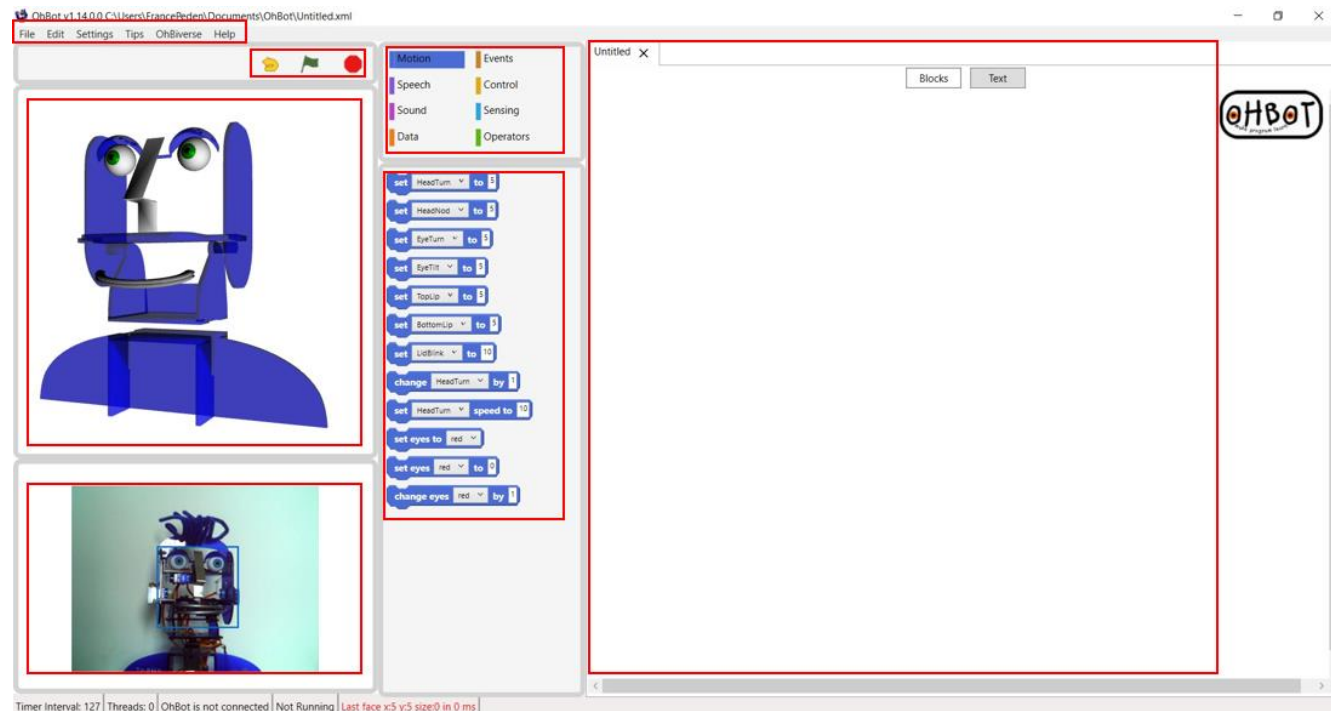 OhBot v1.14.0.0 C:\Users\FrancePeden\Documents\OhBot\Untitled.xml
File Edit Settings Tips OhBiverse Help
Motion Events
Speech Control
Sound Sensing
Data Operators
set HeadTurn to 5
set HeadNod to 5
set EyeTurn to 5
set EyeTilt to 5
set TopLip to 5
set BottomLip to 5
set LidBlink to 10
change HeadTurn by 1
set HeadTurn speed to 10
set eyes to red
set eyes red to 0
change eyes red by 1
Untitled
Blocks Text
OHBOT
Timer Interval: 127 Threads: 0 OhBot is not connected Not Running Last face x:5 y:5 size:0 in 0 ms